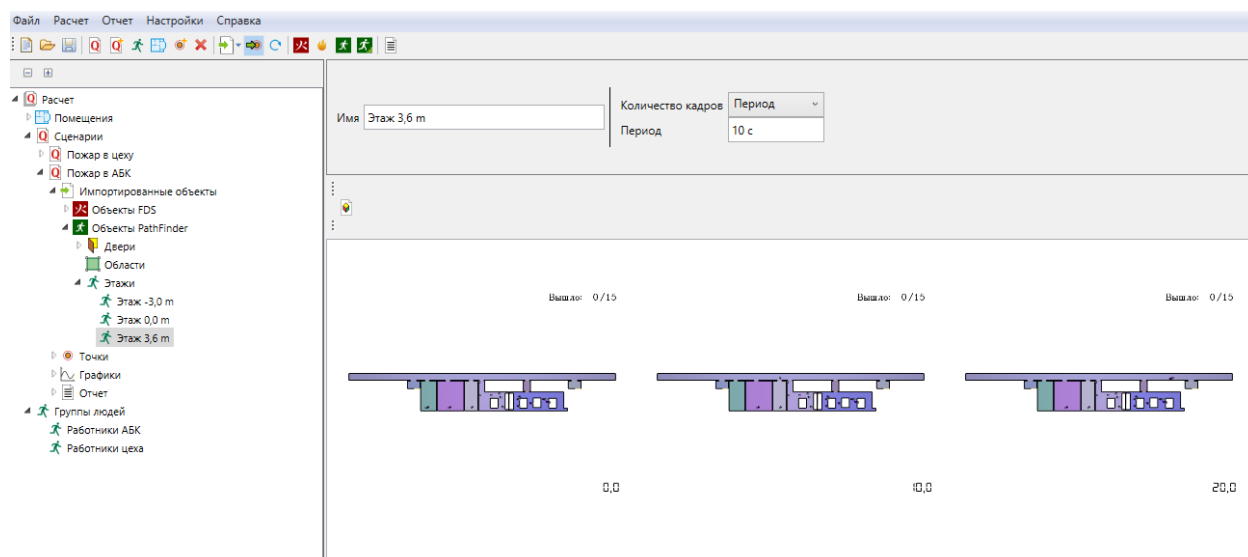 Файл Расчет Отчет Настройки Справка
Расчет
Помещения
Сценарии
Пожар в цеху
Пожар в АБК
Импортированные объекты
Объекты FDS
Объекты PathFinder
Двери
Области
Этажи
Этаж -3,0 m
Этаж 0,0 m
Этаж 3,6 m
Точки
Графики
Отчет
Группы людей
Работники АБК
Работники цеха
Имя Этаж 3,6 m
Количество кадров Период
Период 10 с
Вышло: 0/15 Вышло: 0/15 Вышло: 0/15
0,0 10,0 20,0